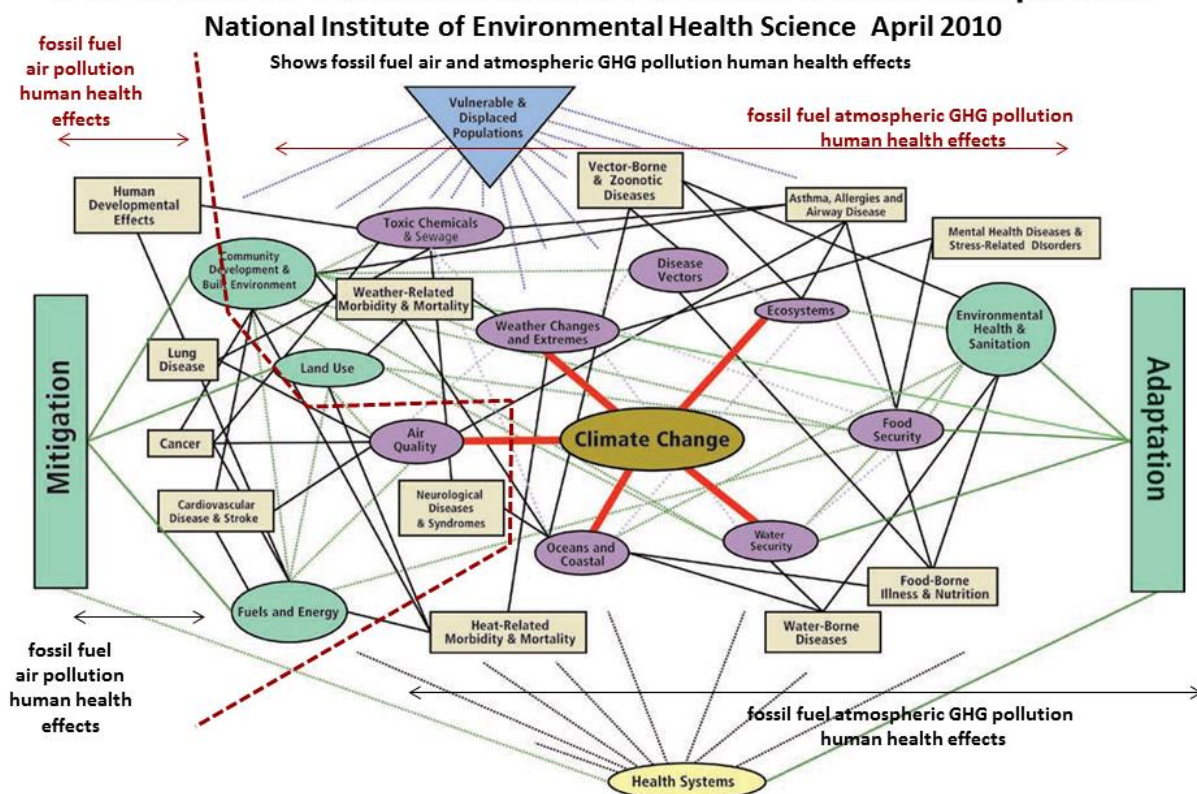 National Institute of Environmental Health Science April 2010
Shows fossil fuel air and atmospheric GHG pollution human health effects
fossil fuel
air pollution
human health
effects
fossil fuel atmospheric GHG pollution
human health effects
Vulnerable &
Displaced
Populations
Vector-Borne
& Zoonotic
Diseases
Human
Developmental
Effects
Asthma, Allergies and
Airway Disease
Toxic Chemicals
& Sewage
Mental Health Diseases &
Stress-Related Disorders
Community
Development &
Built Environment
Disease
Vectors
Weather-Related
Morbidity & Mortality
Ecosystems
Weather Changes
and Extremes
Environmental
Health &
Sanitation
Lung
Disease
Land Use
Mitigation
Adaptation
Cancer
Air
Quality
Climate Change
Food
Security
Cardiovascular
Disease & Stroke
Neurological
Diseases
& Syndromes
Oceans and
Coastal
Water
Security
Food-Borne
Illness & Nutrition
Fuels and Energy
Heat-Related
Morbidity & Mortality
Water-Borne
Diseases
fossil fuel
air pollution
human health
effects
fossil fuel atmospheric GHG pollution
human health effects
Health Systems